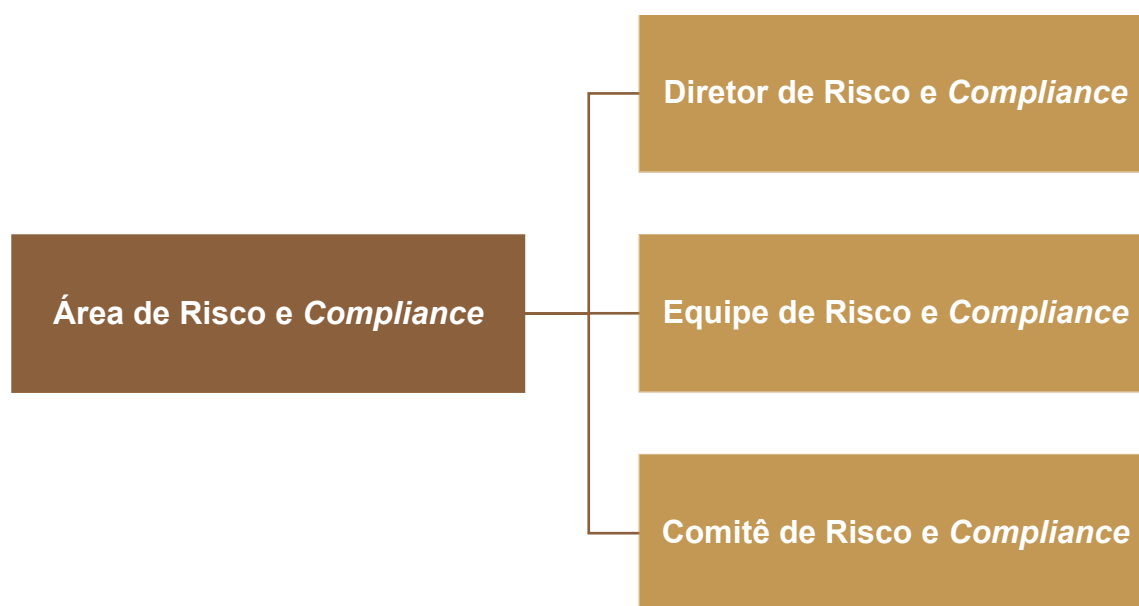 Diretor de Risco e Compliance
Área de Risco e Compliance
Equipe de Risco e Compliance
Comitê de Risco e Compliance